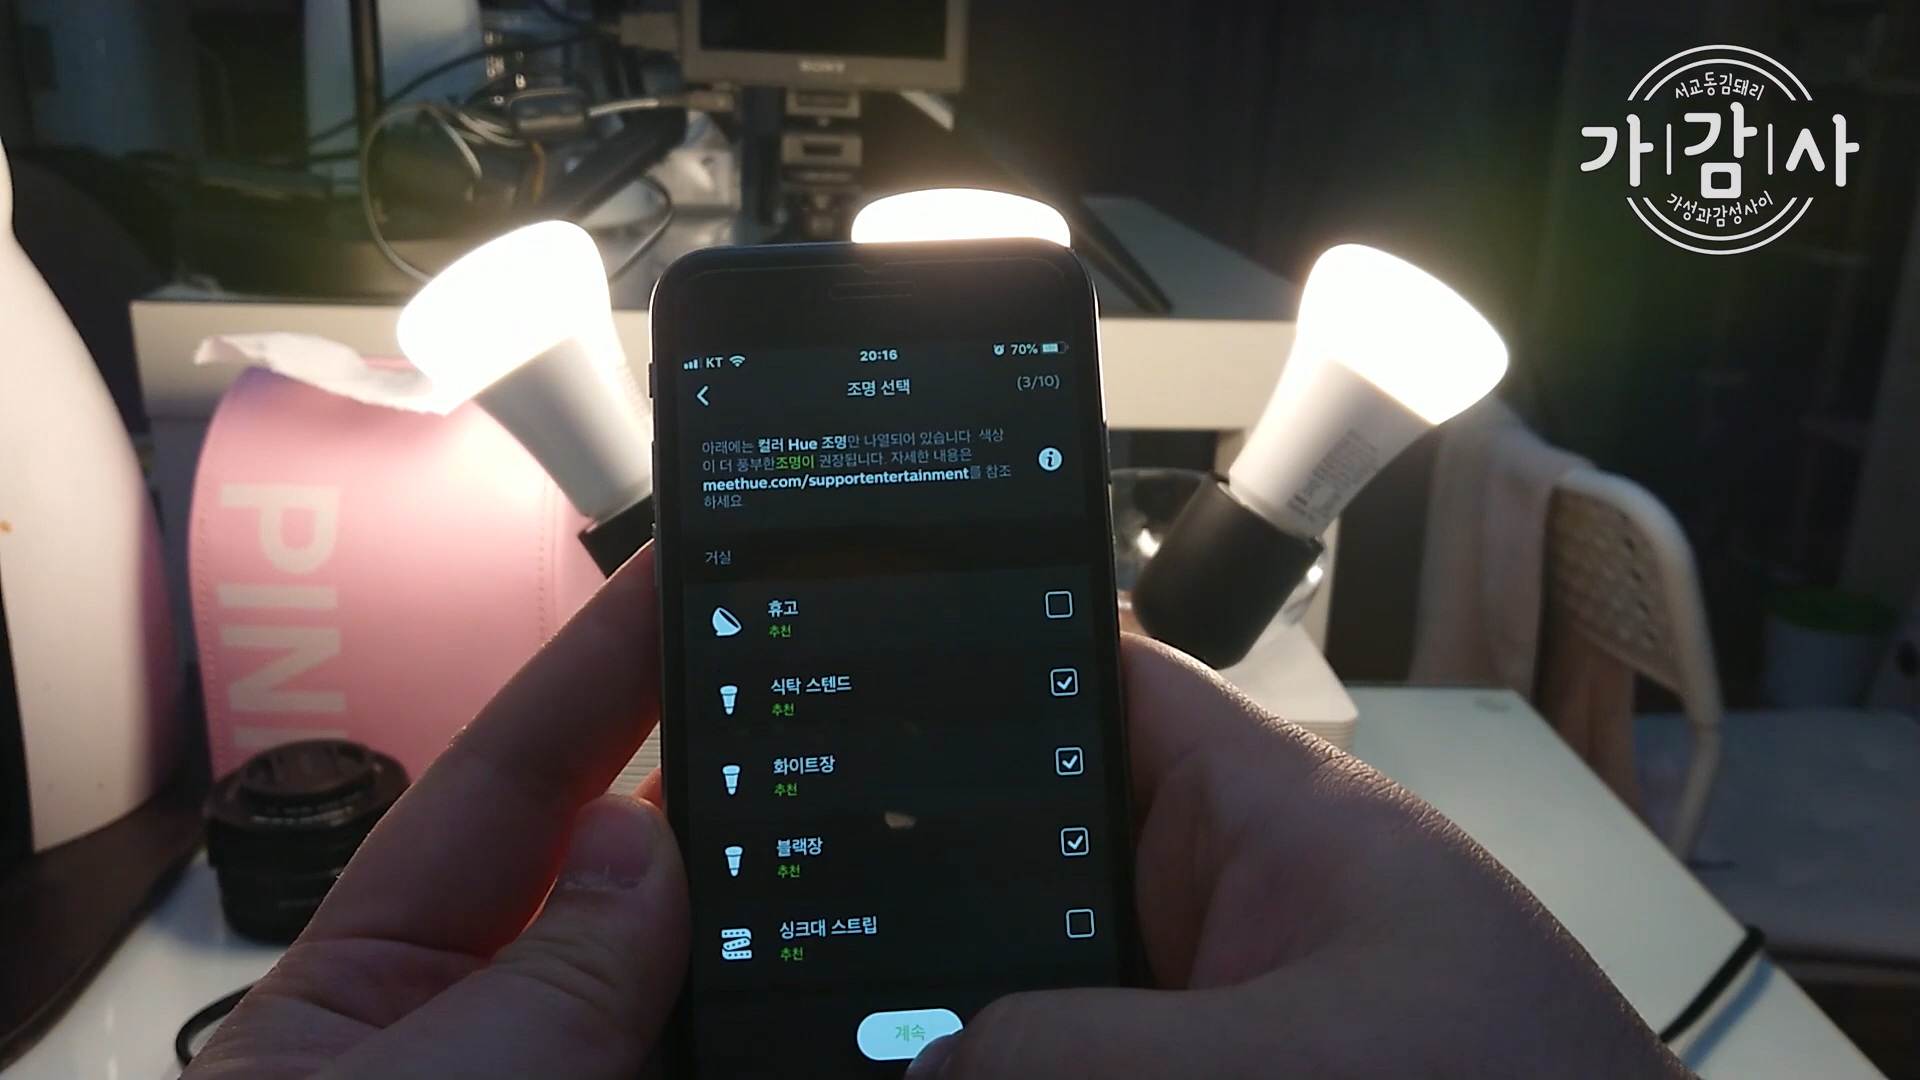 서교동김돼리
가|감|사
가성과감성사이
SONY
KT
20:16
70%
조명 선택
(3/10)
아래에는 컬러 Hue 조명만 나열되어 있습니다. 색상
이 더 풍부한조명이 권장됩니다. 자세한 내용은
meethue.com/supportentertainment를 참조
하세요.
거실
휴고
추천
식탁 스텐드
추천
화이트장
추천
블랙장
추천
싱크대 스트립
추천
계속
PIN